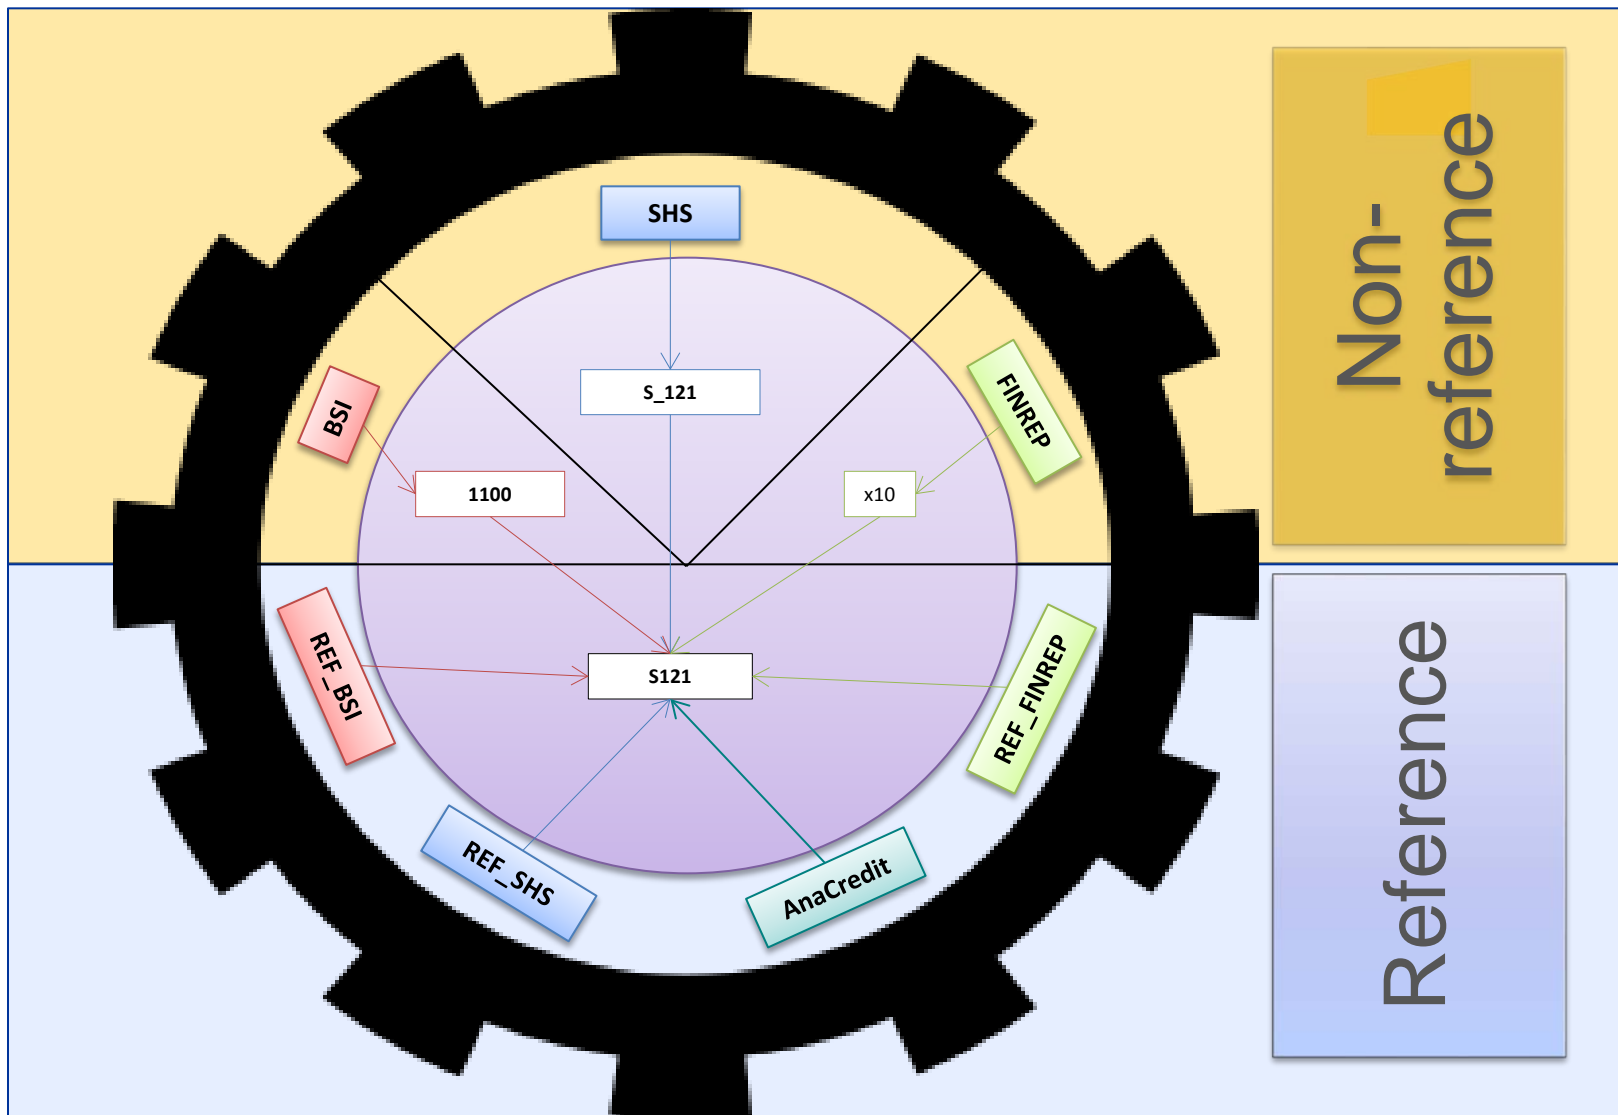 SHS
S_121
BSI
FINREP
1100
x10
Non-
reference
REF_BSI
S121
REF_FINREP
REF_SHS
AnaCredit
Reference